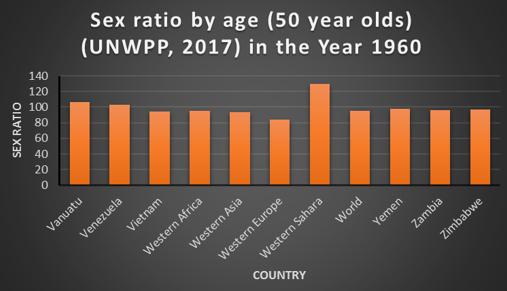 Sex ratio by age (50 year olds)
(UNWPP, 2017) in the Year 1960
SEX RATIO
140
120
100
80
60
40
20
0
Vanuatu
Venezuela
Vietnam
Western Africa
Western Asia
Western Europe
Western Sahara
World
Yemen
Zambia
Zimbabwe
COUNTRY